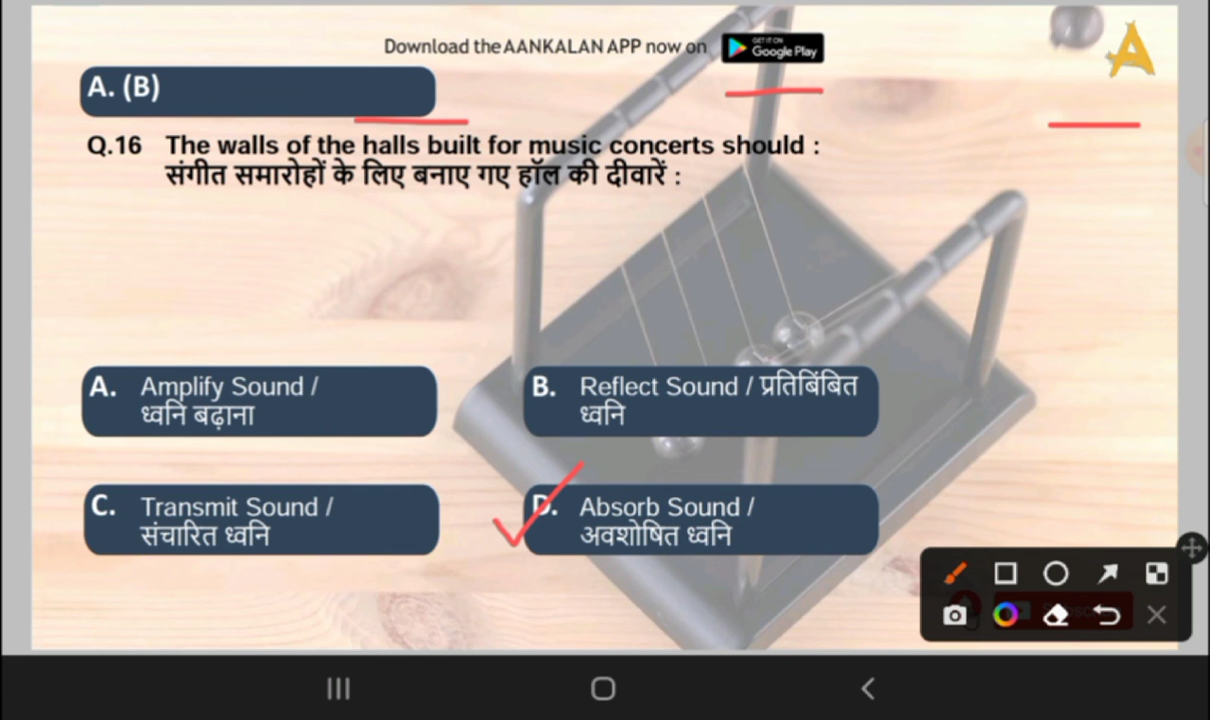 Download the AANKALAN APP now on
GET IT ON
Google Play
A
A. (B)
Q.16 The walls of the halls built for music concerts should :
संगीत समारोहों के लिए बनाए गए हॉल की दीवारें :
A. Amplify Sound /
ध्वनि बढ़ाना
B. Reflect Sound / प्रतिबिंबित
ध्वनि
C. Transmit Sound /
संचारित ध्वनि
D. Absorb Sound /
अवशोषित ध्वनि